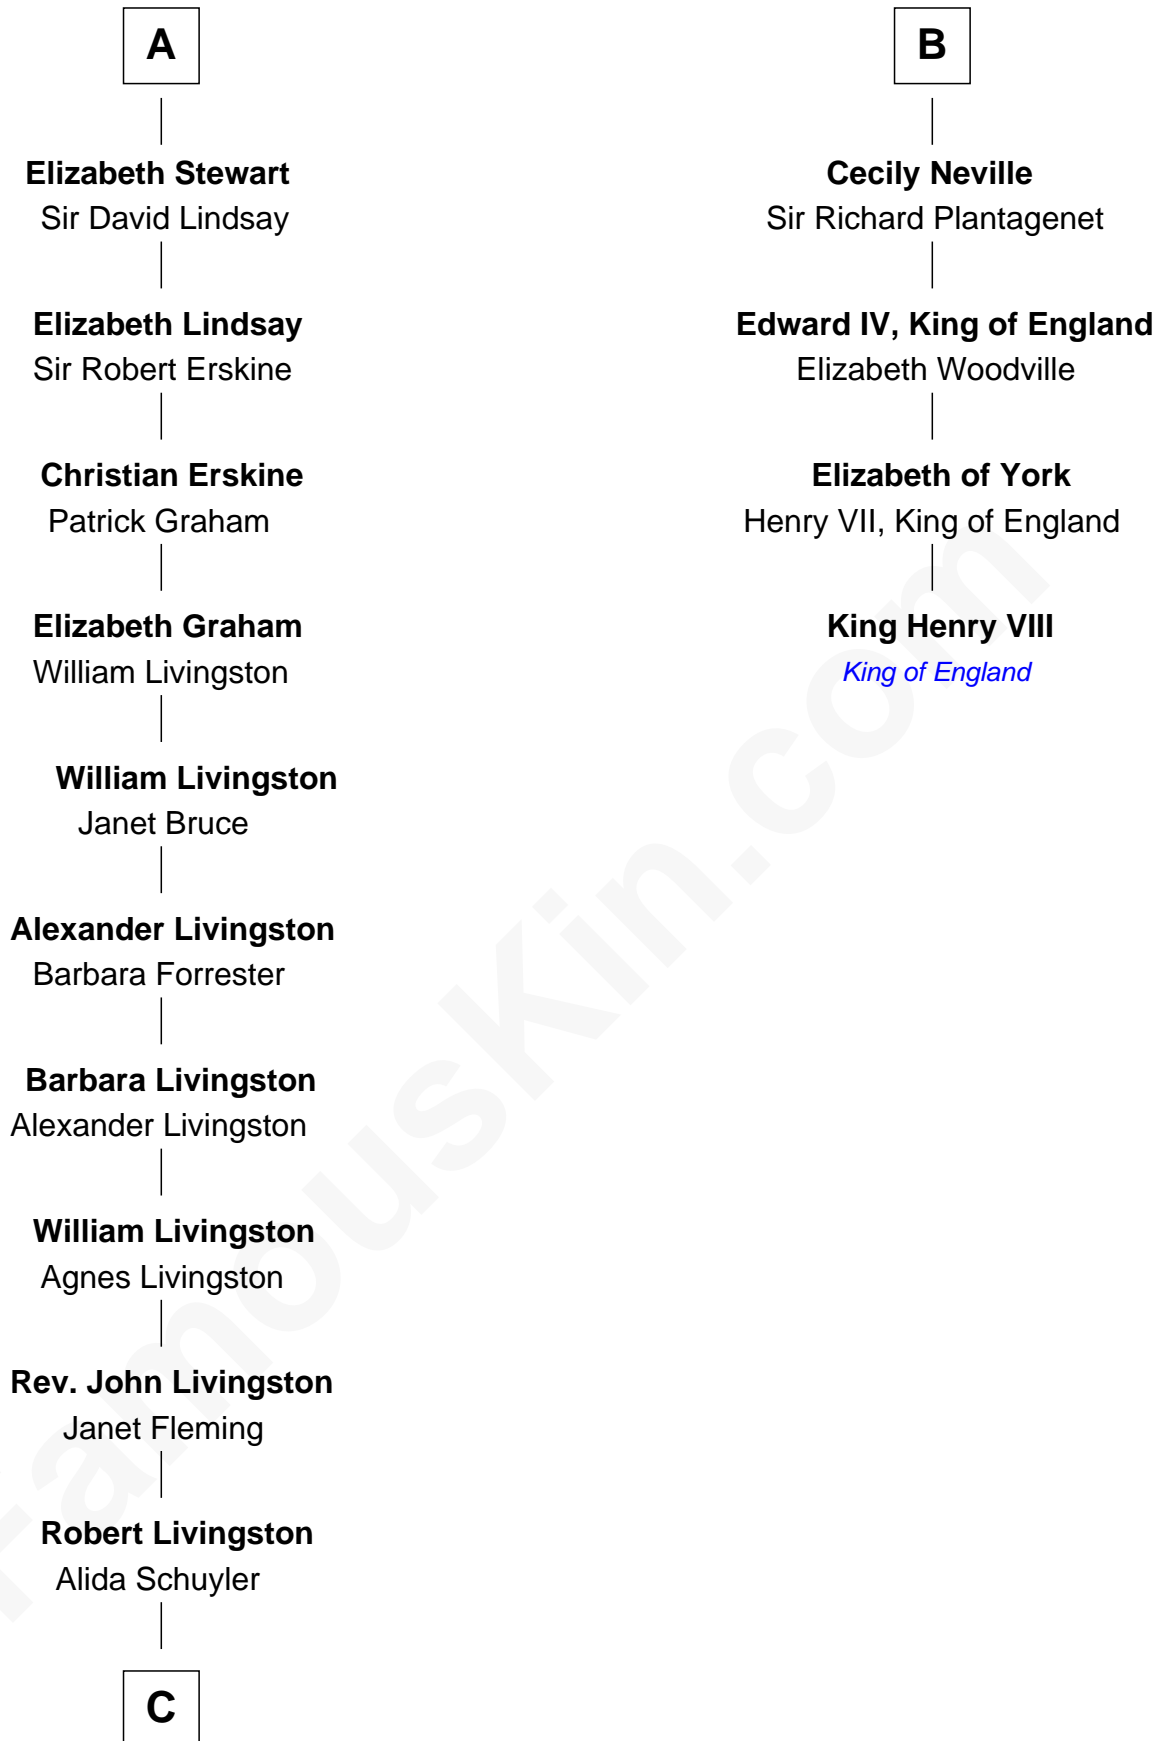 A
Elizabeth Stewart
Sir David Lindsay
Elizabeth Lindsay
Sir Robert Erskine
Christian Erskine
Patrick Graham
Elizabeth Graham
William Livingston
William Livingston
Janet Bruce
Alexander Livingston
Barbara Forrester
Barbara Livingston
Alexander Livingston
William Livingston
Agnes Livingston
Rev. John Livingston
Janet Fleming
Robert Livingston
Alida Schuyler
C
B
Cecily Neville
Sir Richard Plantagenet
Edward IV, King of England
Elizabeth Woodville
Elizabeth of York
Henry VII, King of England
King Henry VIII
King of England
FamousKin.com